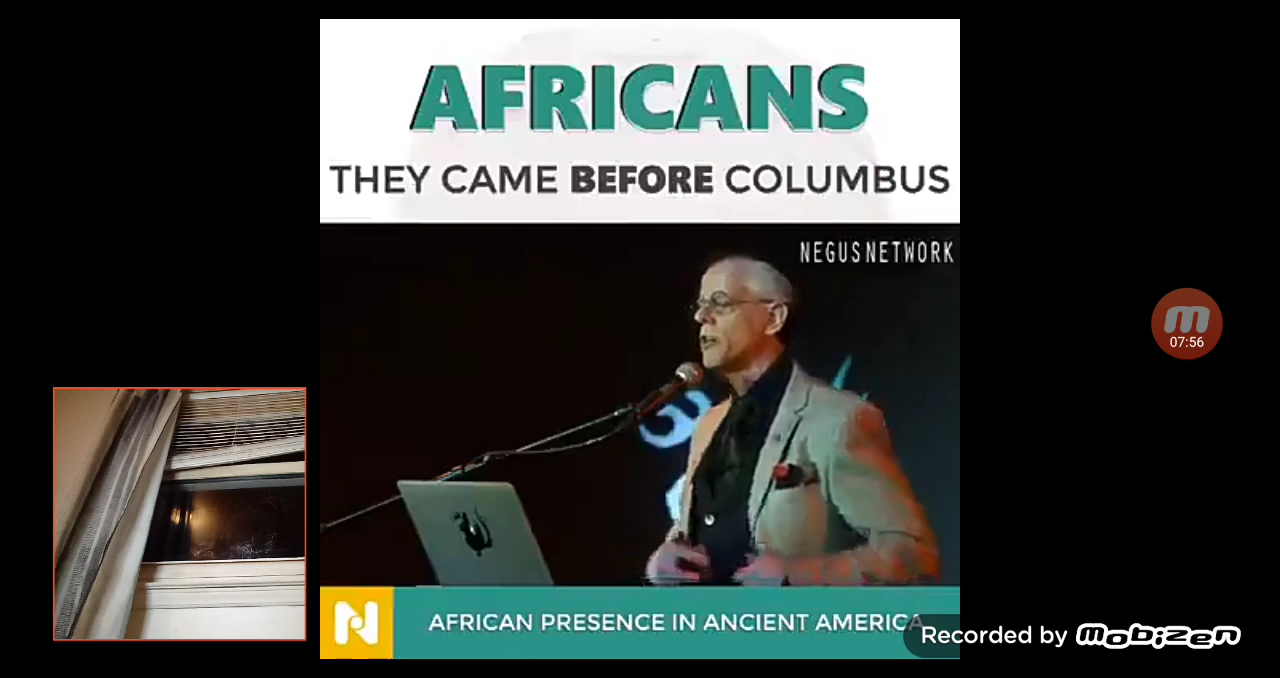 AFRICANS
THEY CAME BEFORE COLUMBUS
NEGUSNETWORK
07:56
N
AFRICAN PRESENCE IN ANCIENT AMERICA
Recorded by mobizen